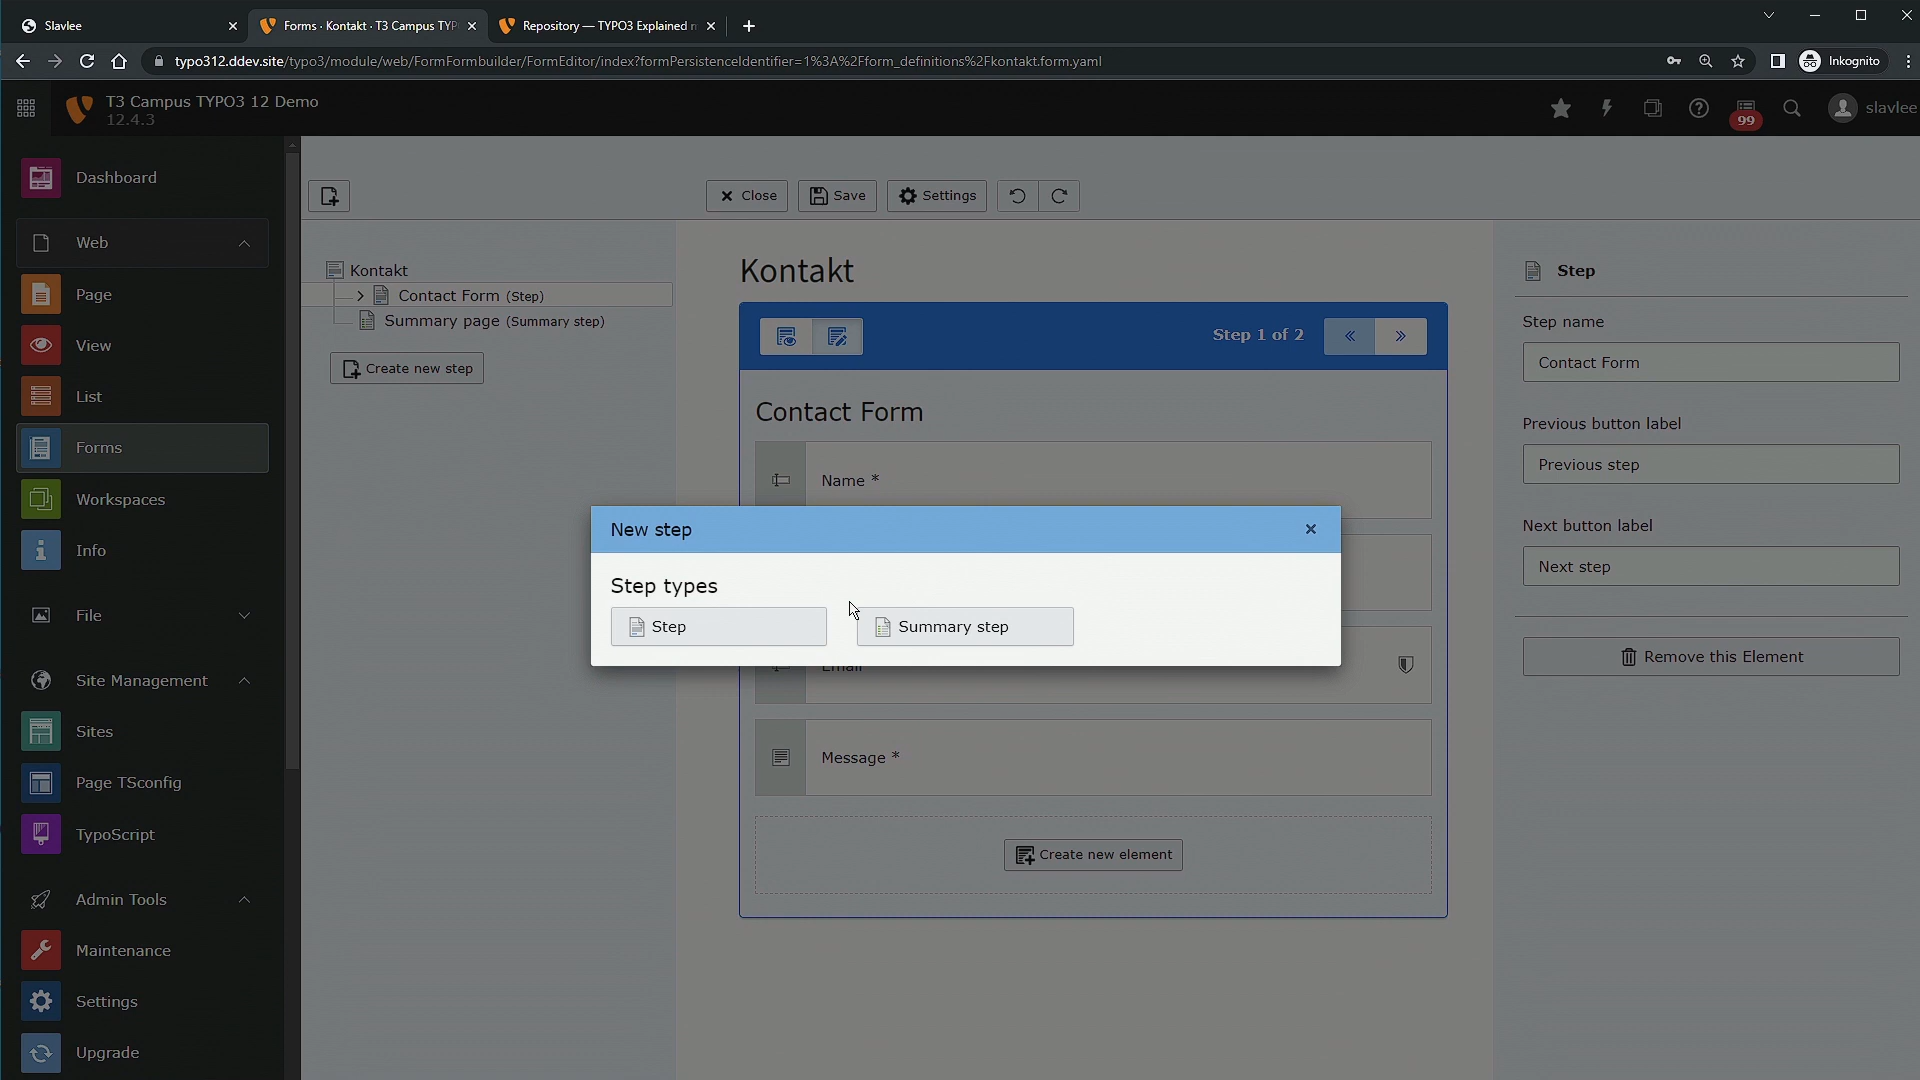 Slavlee
Forms · Kontakt · T3 Campus TYP
Repository — TYPO3 Explained
typo312.ddev.site/typo3/module/web/FormFormbuilder/FormEditor/index?formPersistenceIdentifier=1%3A%2Fform_definitions%2Fkontakt.form.yaml
Inkognito
T3 Campus TYPO3 12 Demo
12.4.3
99
slavlee
Dashboard
Web
Page
View
List
Forms
Workspaces
Info
File
Site Management
Sites
Page TSconfig
TypoScript
Admin Tools
Maintenance
Settings
Upgrade
Close
Save
Settings
Kontakt
Contact Form (Step)
Summary page (Summary step)
Create new step
Kontakt
Step 1 of 2
Contact Form
Name *
New step
Step types
Step
Summary step
Email
Message *
Create new element
Step
Step name
Contact Form
Previous button label
Previous step
Next button label
Next step
Remove this Element